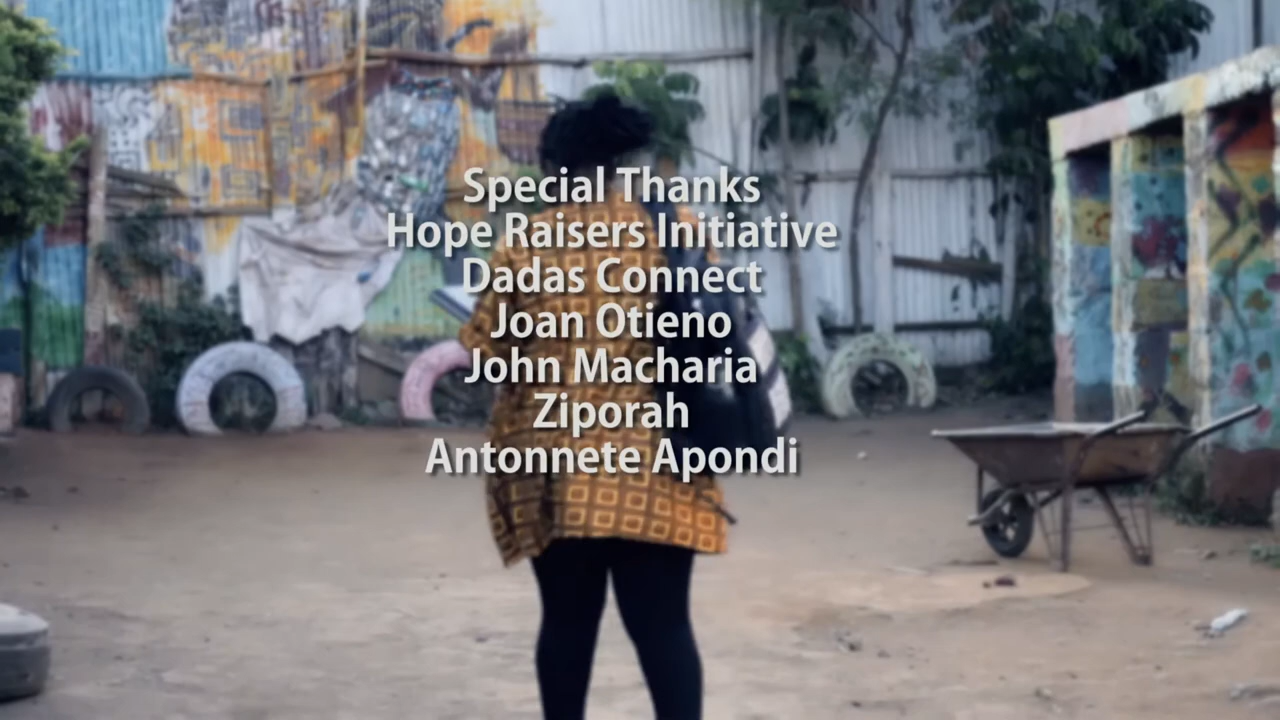 Special Thanks
Hope Raisers Initiative
Dadas Connect
Joan Otieno
John Macharia
Ziporah
Antonnete Apondi